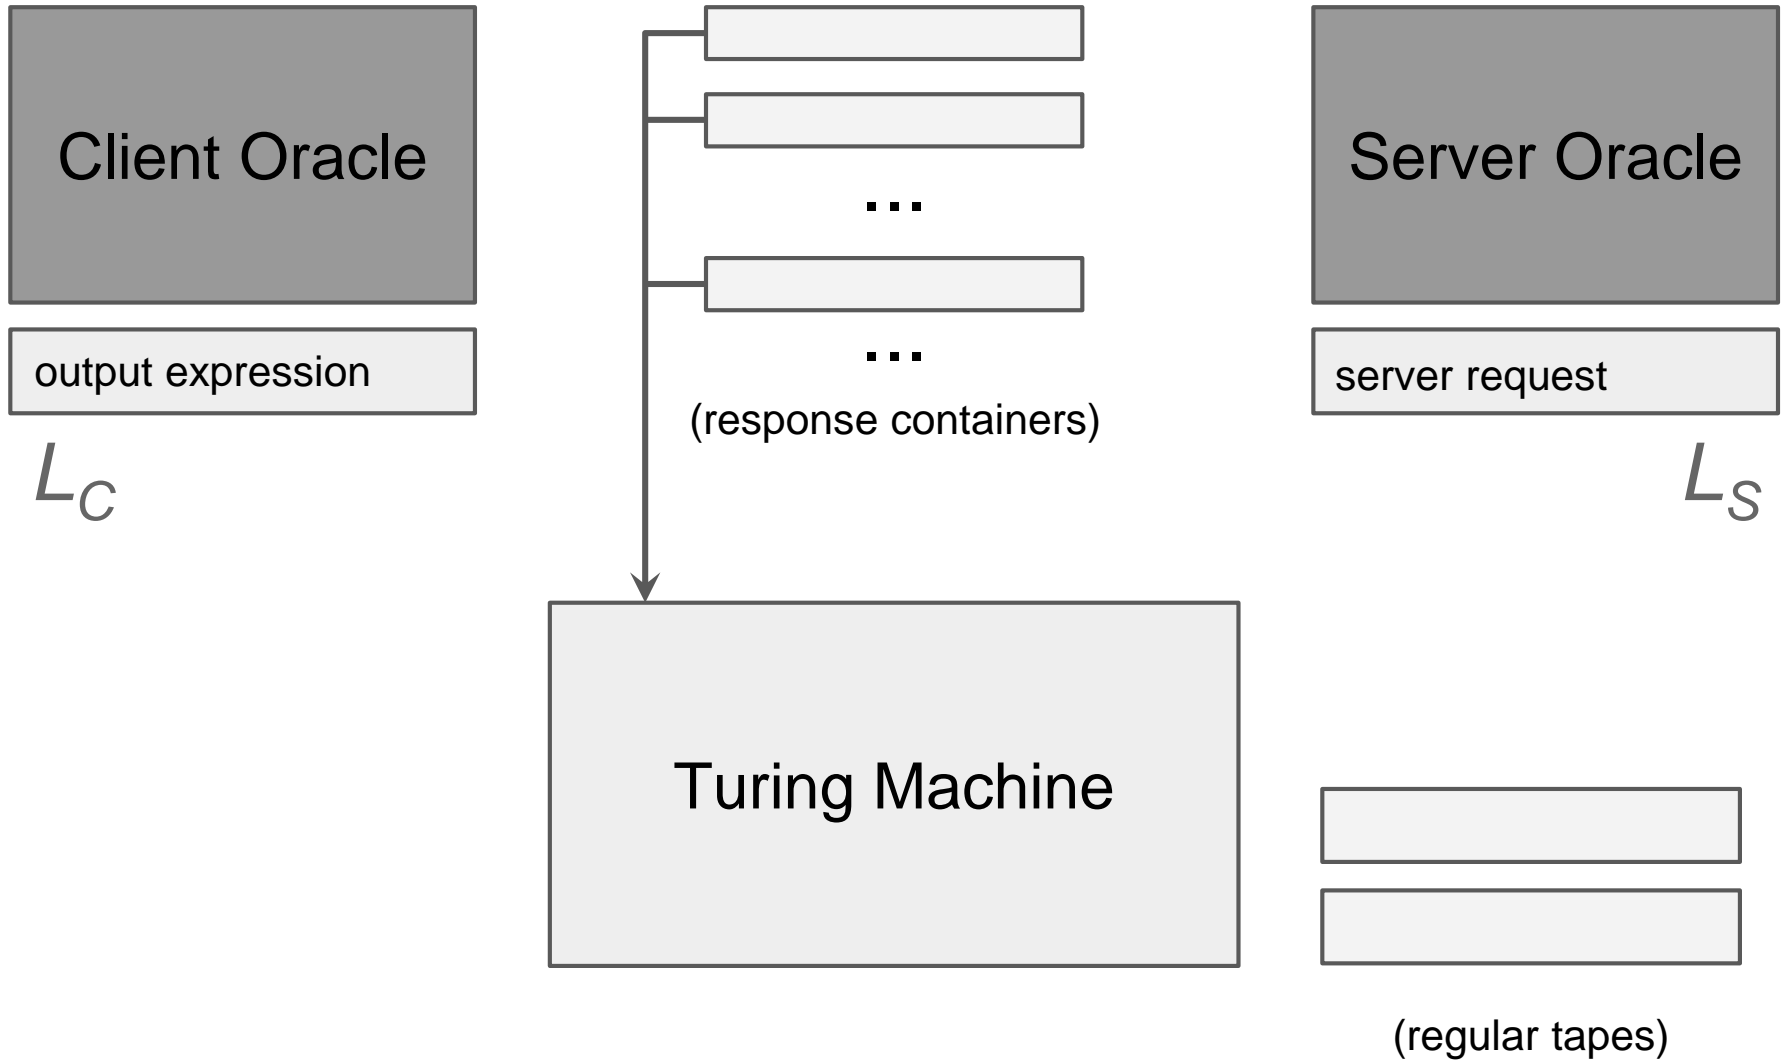 Client Oracle
output expression
L_C
...
...
(response containers)
Server Oracle
server request
L_S
Turing Machine
(regular tapes)